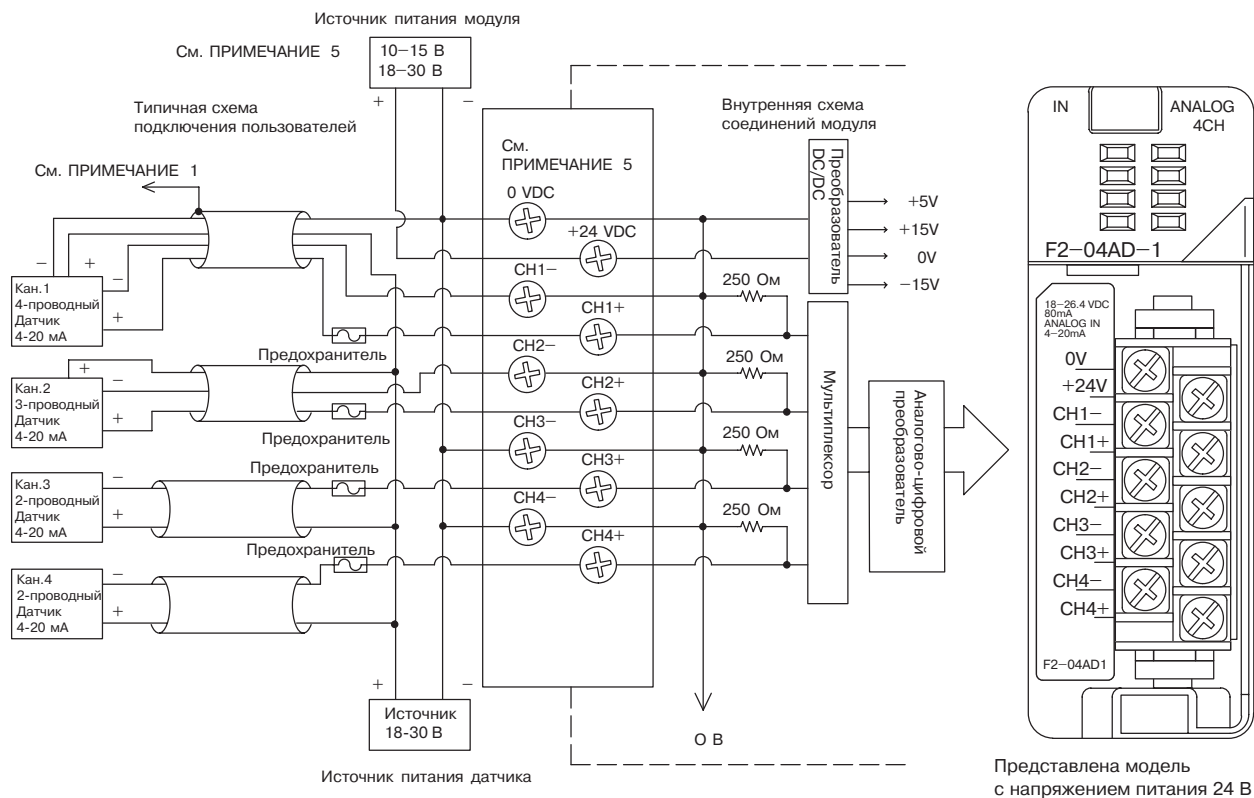 Источник питания модуля
См. ПРИМЕЧАНИЕ 5
10–15 В
18–30 В
+
–
Типичная схема
подключения пользователей
См. ПРИМЕЧАНИЕ 1
–
+
–
+
Кан.1
4-проводный
Датчик
4-20 мА
Предохранитель
+
–
+
Кан.2
3-проводный
Датчик
4-20 мА
Предохранитель
Предохранитель
–
+
Кан.3
2-проводный
Датчик
4-20 мА
Предохранитель
–
+
Кан.4
2-проводный
Датчик
4-20 мА
+
–
Источник
18-30 В
Источник питания датчика
См.
ПРИМЕЧАНИЕ 5
0 VDC
+24 VDC
CH1–
CH1+
CH2–
CH2+
CH3–
CH3+
CH4–
CH4+
Внутренняя схема
соединений модуля
Преобразователь
DC/DC
+5V
+15V
0V
–15V
250 Ом
250 Ом
250 Ом
250 Ом
Мультиплексор
Аналогово-цифровой
преобразователь
О В
IN
ANALOG
4CH
F2–04AD–1
18–26.4 VDC
80mA
ANALOG IN
4–20mA
0V
+24V
CH1–
CH1+
CH2–
CH2+
CH3–
CH3+
CH4–
CH4+
F2–04AD1
Представлена модель
с напряжением питания 24 В